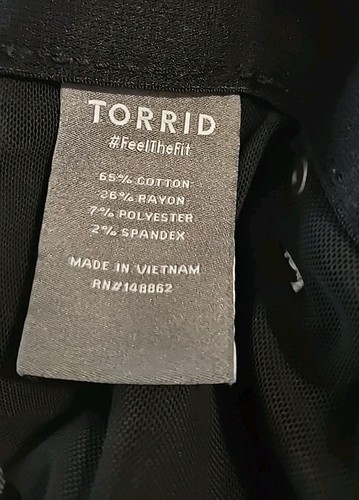 TORRID
#FeelTheFit
65% COTTON
26% RAYON
7% POLYESTER
2% SPANDEX
MADE IN VIETNAM
RN#148862